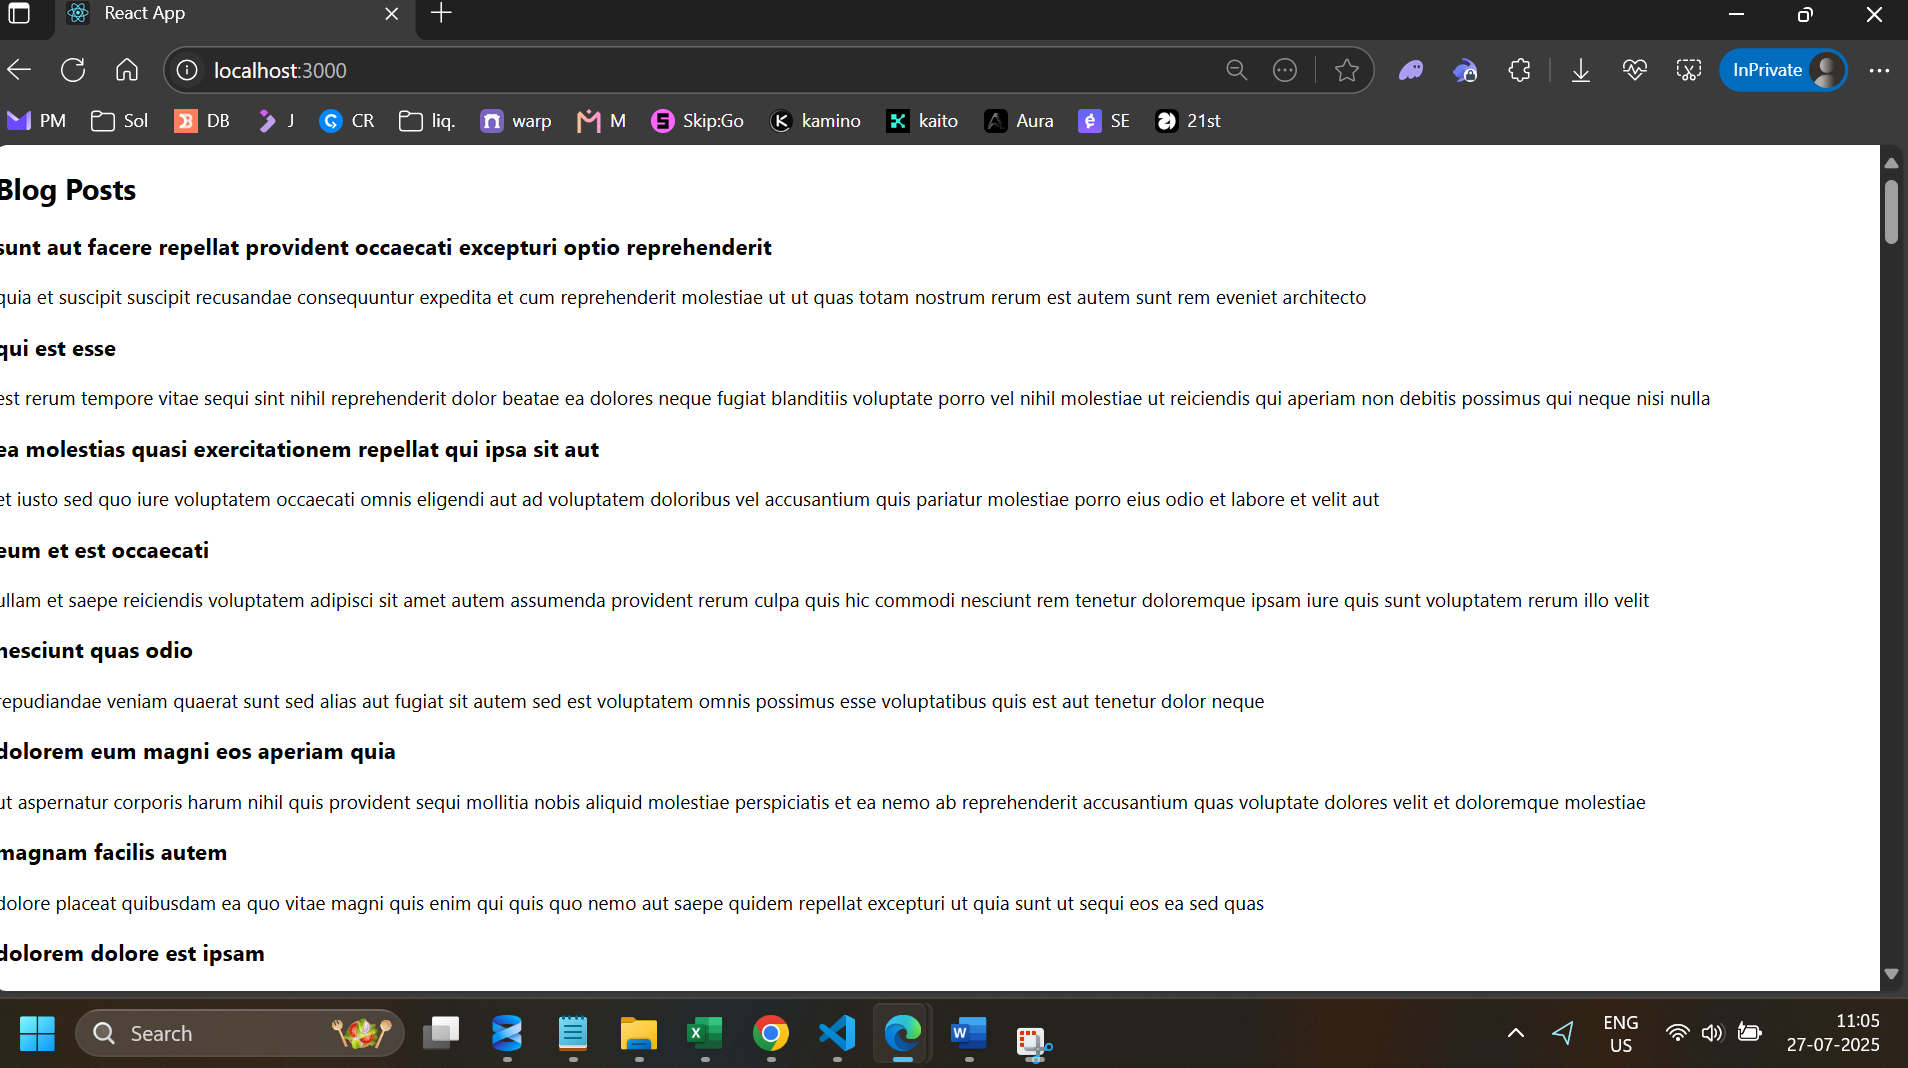 React App
localhost:3000
InPrivate
PM Sol DB J CR liq. warp M Skip:Go kamino kaito Aura SE 21st
Blog Posts
sunt aut facere repellat provident occaecati excepturi optio reprehenderit
quia et suscipit suscipit recusandae consequuntur expedita et cum reprehenderit molestiae ut ut quas totam nostrum rerum est autem sunt rem eveniet architecto
qui est esse
est rerum tempore vitae sequi sint nihil reprehenderit dolor beatae ea dolores neque fugiat blanditiis voluptate porro vel nihil molestiae ut reiciendis qui aperiam non debitis possimus qui neque nisi nulla
ea molestias quasi exercitationem repellat qui ipsa sit aut
et iusto sed quo iure voluptatem occaecati omnis eligendi aut ad voluptatem doloribus vel accusantium quis pariatur molestiae porro eius odio et labore et velit aut
eum et est occaecati
ullam et saepe reiciendis voluptatem adipisci sit amet autem assumenda provident rerum culpa quis hic commodi nesciunt rem tenetur doloremque ipsam iure quis sunt voluptatem rerum illo velit
nesciunt quas odio
repudiandae veniam quaerat sunt sed alias aut fugiat sit autem sed est voluptatem omnis possimus esse voluptatibus quis est aut tenetur dolor neque
dolorem eum magni eos aperiam quia
ut aspernatur corporis harum nihil quis provident sequi mollitia nobis aliquid molestiae perspiciatis et ea nemo ab reprehenderit accusantium quas voluptate dolores velit et doloremque molestiae
magnam facilis autem
dolore placeat quibusdam ea quo vitae magni quis enim qui quis quo nemo aut saepe quidem repellat excepturi ut quia sunt ut sequi eos ea sed quas
dolorem dolore est ipsam
Search
ENG
US
11:05
27-07-2025